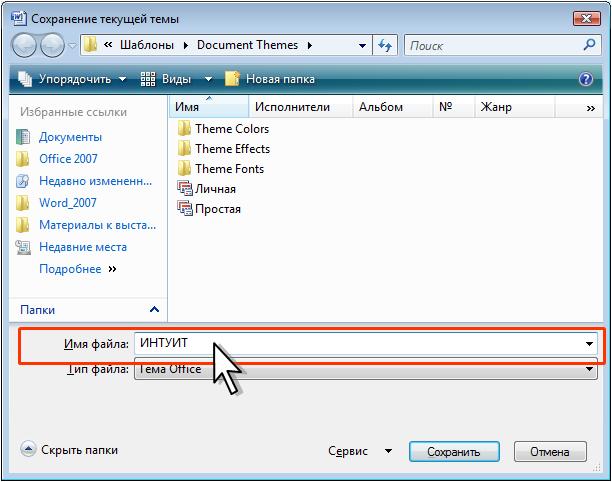 Сохранение текущей темы
« Шаблоны Document Themes Поиск
Упорядочить Виды Новая папка
Избранные ссылки
Документы
Office 2007
Недавно измененн...
Word_2007
Материалы к выста...
Недавние места
Подробнее »
Папки
Имя Исполнители Альбом № Жанр »
Theme Colors
Theme Effects
Theme Fonts
Личная
Простая
Имя файла: ИНТУИТ
Тип файла: Тема Office
Скрыть папки Сервис Сохранить Отмена